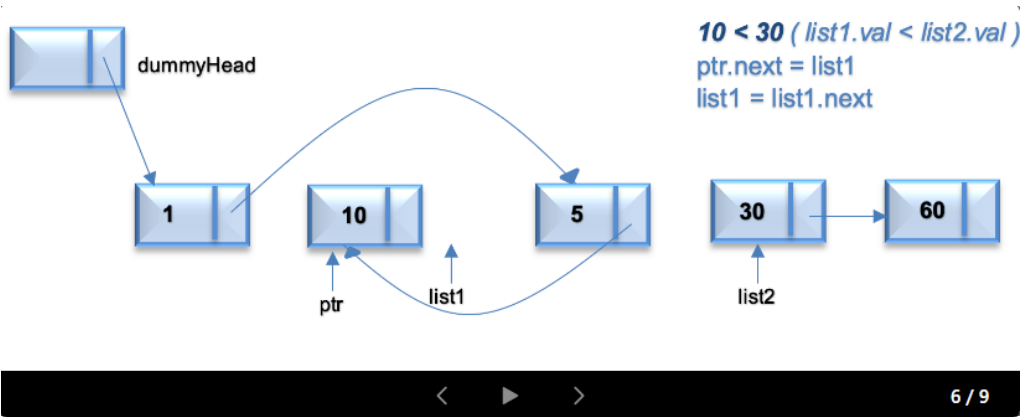 10 < 30 ( list1.val < list2.val )
ptr.next = list1
list1 = list1.next
dummyHead
1
10
5
30
60
ptr
list1
list2
6 / 9